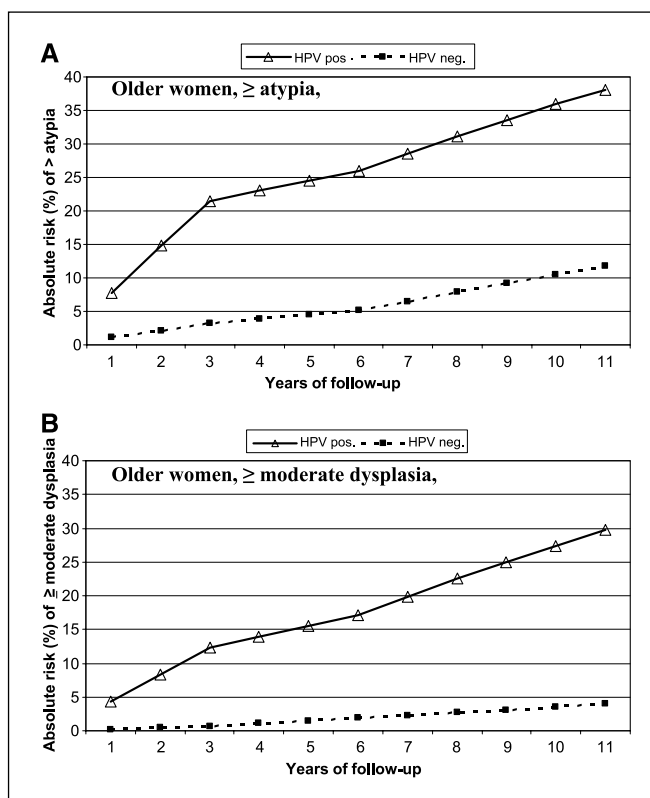 A
HPV pos. HPV neg.
Older women, ≥ atypia,
Absolute risk (%) of > atypia
40
35
30
25
20
15
10
5
0
1 2 3 4 5 6 7 8 9 10 11
Years of follow-up
B
HPV pos. HPV neg.
Older women, ≥ moderate dysplasia,
Absolute risk (%) of ≥ moderate dysplasia
40
35
30
25
20
15
10
5
0
1 2 3 4 5 6 7 8 9 10 11
Years of follow-up